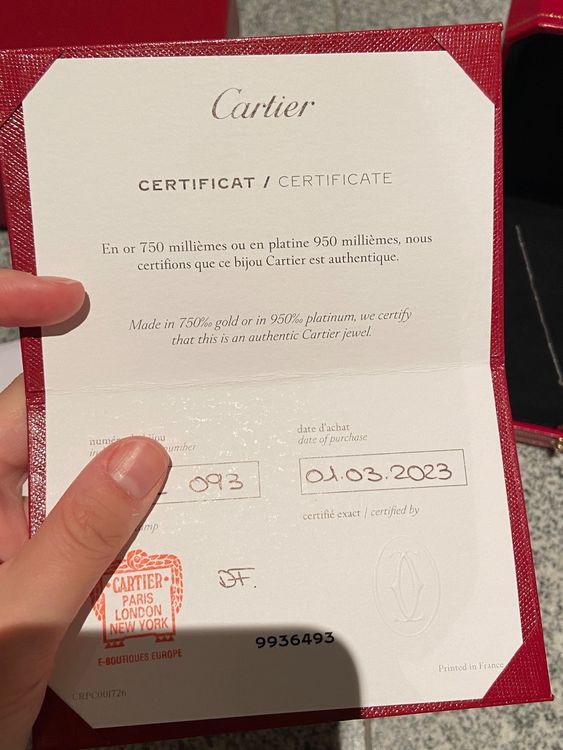 Cartier
CERTIFICAT / CERTIFICATE
En or 750 millièmes ou en platine 950 millièmes, nous
certifions que ce bijou Cartier est authentique.
Made in 750‰ gold or in 950‰ platinum, we certify
that this is an authentic Cartier jewel.
date d'achat
date of purchase
093
01.03.2023
certifié exact / certified by
CARTIER
PARIS
LONDON
NEW YORK
E-BOUTIQUES EUROPE
DF.
9936493
CRPC001726
Printed in France